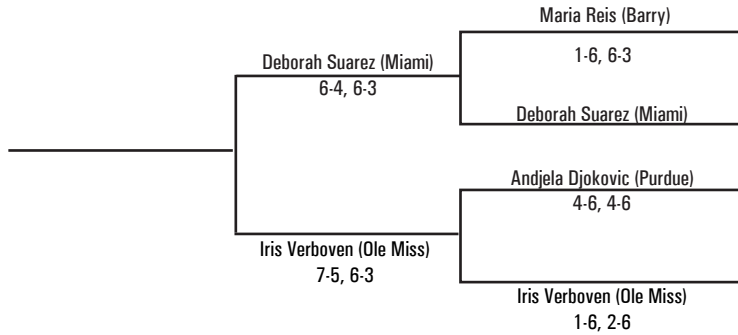 Maria Reis (Barry)
1-6, 6-3
Deborah Suarez (Miami)
6-4, 6-3
Deborah Suarez (Miami)
Andjela Djokovic (Purdue)
4-6, 4-6
Iris Verboven (Ole Miss)
7-5, 6-3
Iris Verboven (Ole Miss)
1-6, 2-6